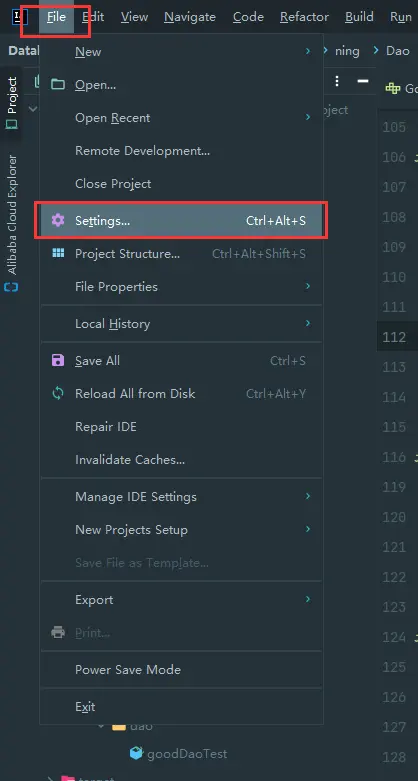 File Edit View Navigate Code Refactor Build Run
Datab ning Dao
New
Open...
Go
Open Recent
oject
105
Remote Development...
106
Close Project
107
Settings... Ctrl+Alt+S
108
Project Structure... Ctrl+Alt+Shift+S
109
File Properties
110
111
Local History
112
Save All Ctrl+S
113
Reload All from Disk Ctrl+Alt+Y
114
Repair IDE
115
Invalidate Caches...
116
Manage IDE Settings
119
New Projects Setup
120
Save File as Template...
121
Export
122
Print...
123
124
Power Save Mode
125
Exit
126
dao
127
goodDaoTest
128
target
Project
Alibaba Cloud Explorer